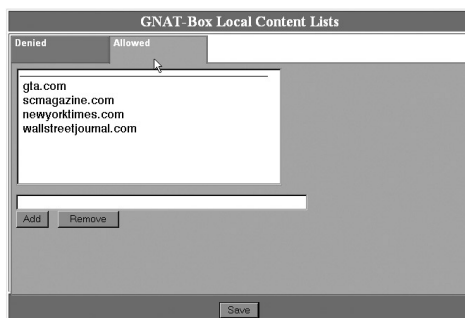 GNAT-Box Local Content Lists
Denied Allowed
gta.com
scmagazine.com
newyorktimes.com
wallstreetjournal.com
Add Remove
Save